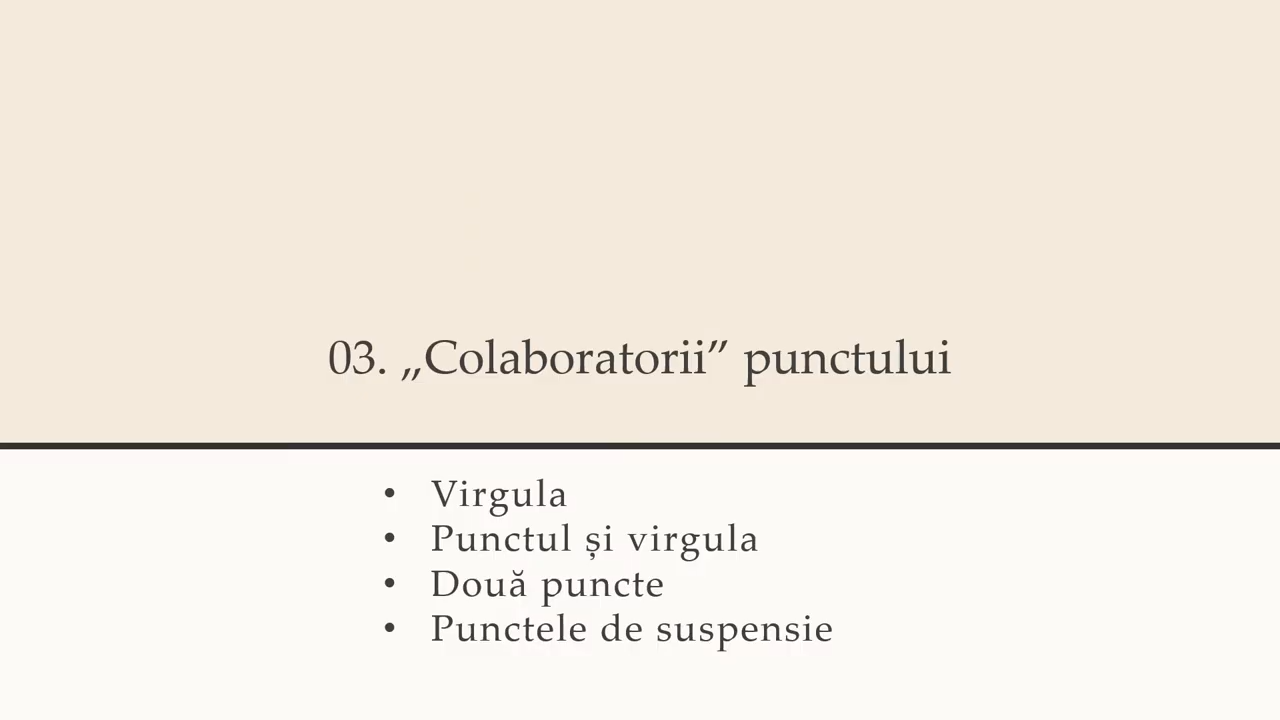 03. „Colaboratorii” punctului
• Virgula
• Punctul și virgula
• Două puncte
• Punctele de suspensie